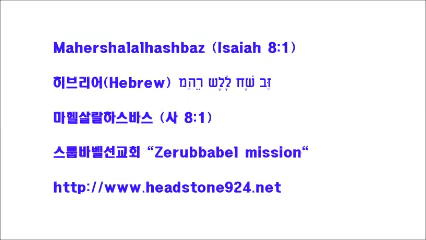 Mahershalalhashbaz (Isaiah 8:1)
히브리어(Hebrew) זַּב שָׁח לָלָשׁ רֵהַמ
마헬살랄하스바스 (사 8:1)
스룹바벨선교회 “Zerubbabel mission“
http://www.headstone924.net